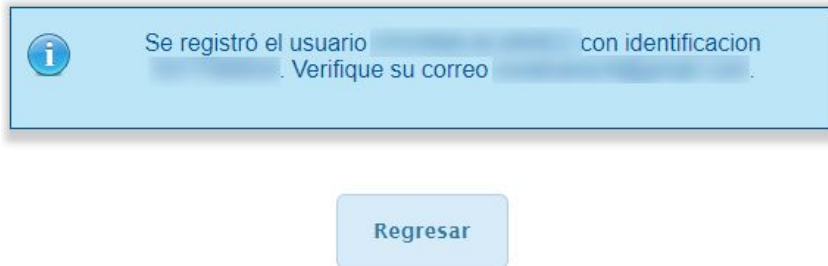 Se registró el usuario con identificacion
. Verifique su correo .
Regresar